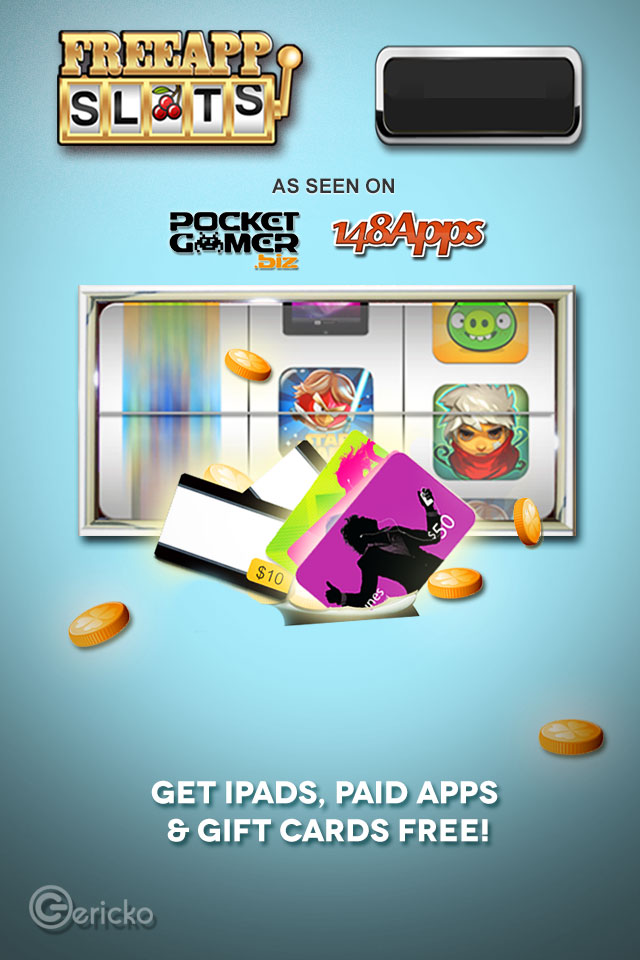 FREEAPP
SLOTS
AS SEEN ON
POCKET
GAMER
.biz
148Apps
$10
$50
unes
GET IPADS, PAID APPS
& GIFT CARDS FREE!
Gericko